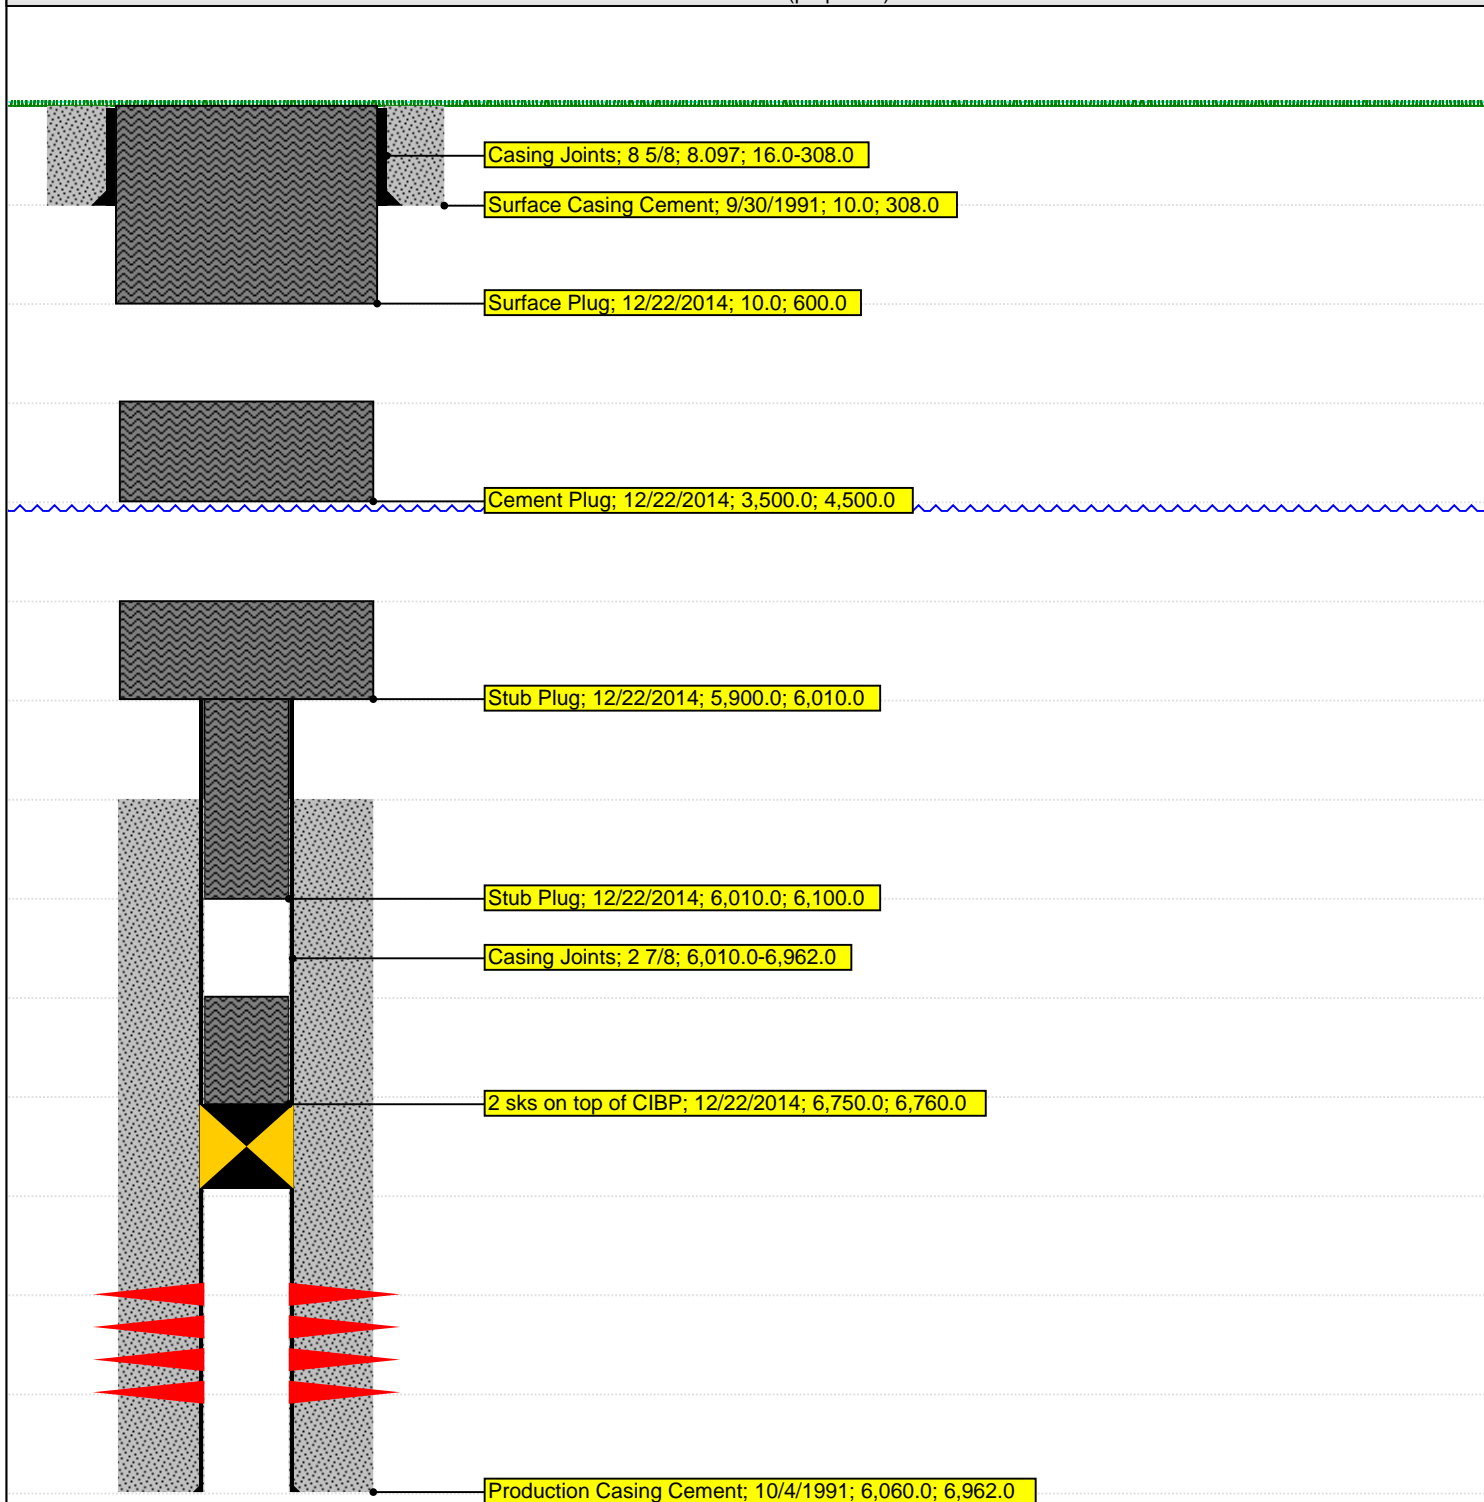 Casing Joints; 8 5/8; 8.097; 16.0-308.0
Surface Casing Cement; 9/30/1991; 10.0; 308.0
Surface Plug; 12/22/2014; 10.0; 600.0
Cement Plug; 12/22/2014; 3,500.0; 4,500.0
Stub Plug; 12/22/2014; 5,900.0; 6,010.0
Stub Plug; 12/22/2014; 6,010.0; 6,100.0
Casing Joints; 2 7/8; 6,010.0-6,962.0
2 sks on top of CIBP; 12/22/2014; 6,750.0; 6,760.0
Production Casing Cement; 10/4/1991; 6,060.0; 6,962.0